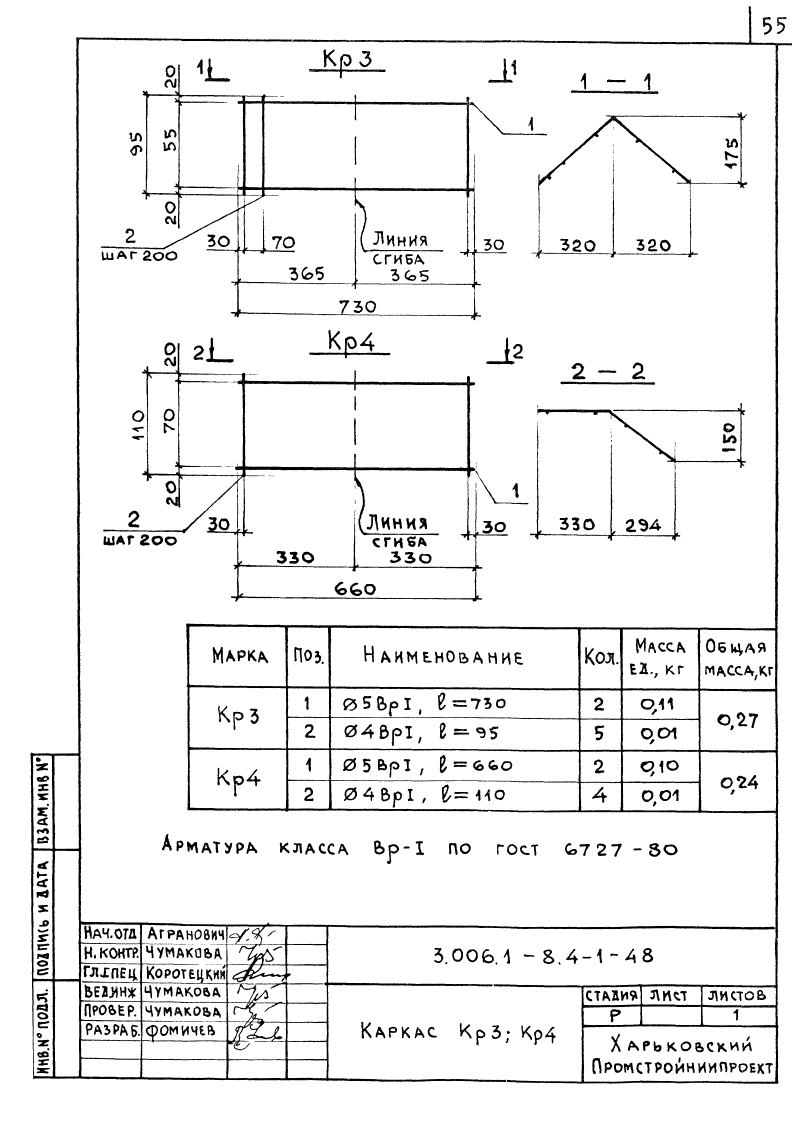 55
Кр3
1 1
1 — 1
20
95 55
20
1
2
ШАГ 200
30 70
ЛИНИЯ
СГИБА
30
365 365
730
175
320 320
Кр4
2 2
2 — 2
20
110 70
20
1
2
ШАГ 200
30
ЛИНИЯ
СГИБА
30
330 330
660
150
330 294
МАРКА ПОЗ. НАИМЕНОВАНИЕ КОЛ. МАССА ЕД., КГ ОБЩАЯ МАССА, КГ
Кр3 1 Ø5ВрI, ℓ=730 2 0,11 0,27
2 Ø4ВрI, ℓ=95 5 0,01
Кр4 1 Ø5ВрI, ℓ=660 2 0,10 0,24
2 Ø4ВрI, ℓ=110 4 0,01
АРМАТУРА КЛАССА Вр-I ПО ГОСТ 6727-80
НАЧ.ОТД АГРАНОВИЧ
Н.КОНТР. ЧУМАКОВА
ГЛ.СПЕЦ КОРОТЕЦКИЙ
ВЕД.ИНЖ ЧУМАКОВА
ПРОВЕР. ЧУМАКОВА
РАЗРАБ. ФОМИЧЕВ
3.006.1-8.4-1-48
КАРКАС Кр3; Кр4
СТАДИЯ ЛИСТ ЛИСТОВ
Р 1
ХАРЬКОВСКИЙ
ПРОМСТРОЙНИИПРОЕКТ
ИНВ.№ ПОДЛ. ПОДПИСЬ И ДАТА ВЗАМ. ИНВ №